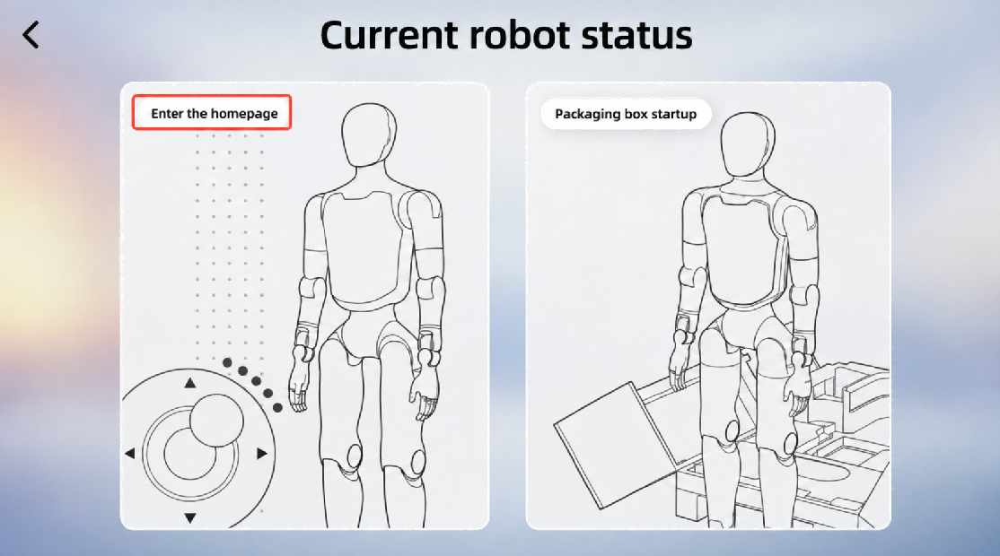 Current robot status
Enter the homepage
Packaging box startup